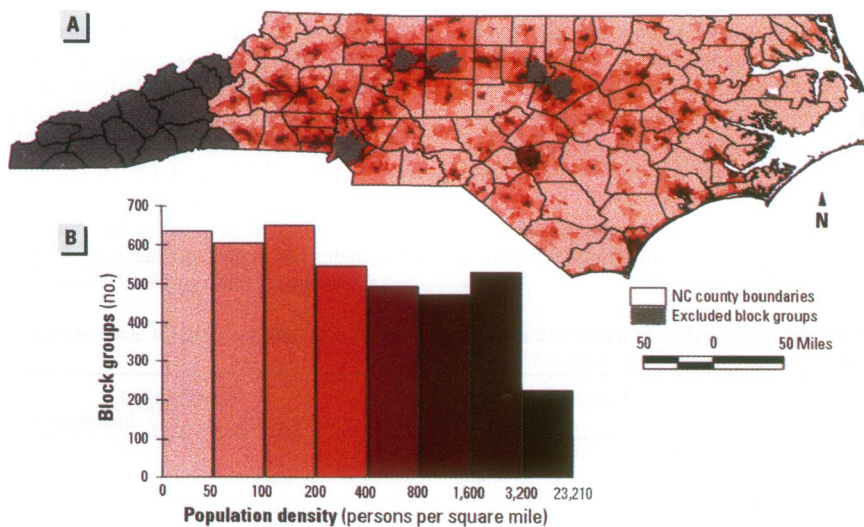 A
N
NC county boundaries
Excluded block groups
50 0 50 Miles
B
Block groups (no.)
700
600
500
400
300
200
100
0
0 50 100 200 400 800 1,600 3,200 23,210
Population density (persons per square mile)